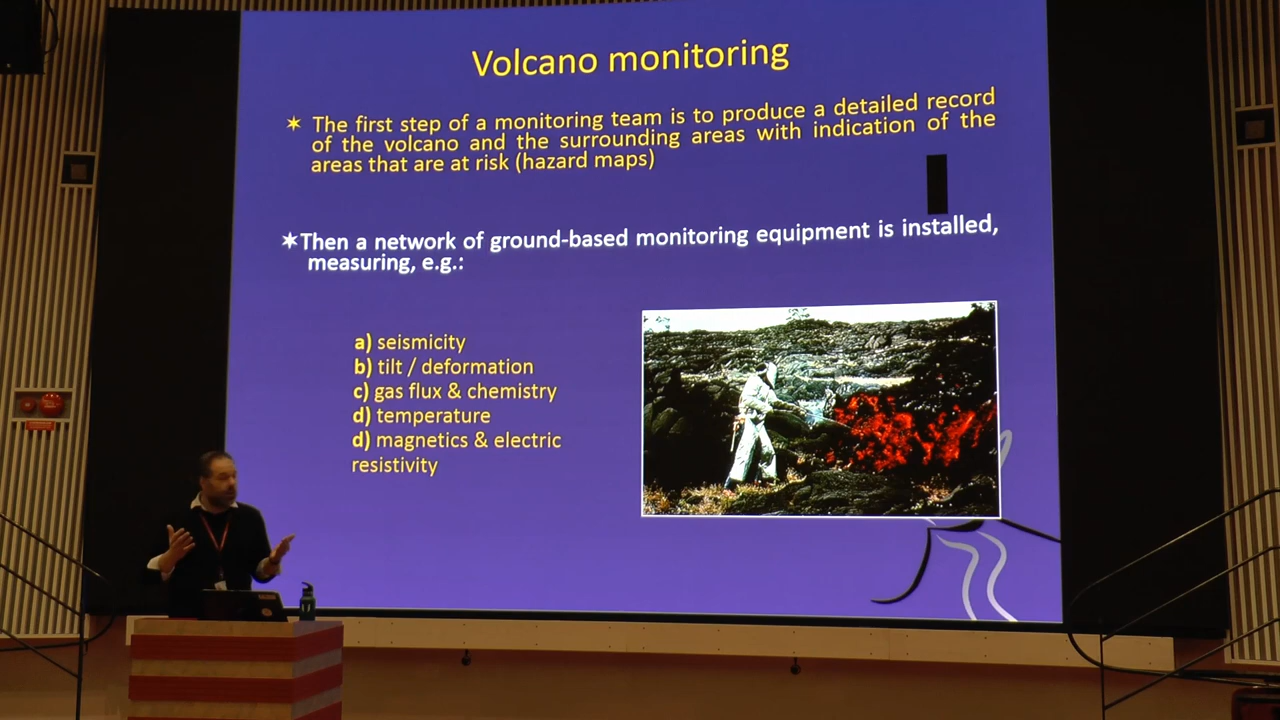 Volcano monitoring
✶ The first step of a monitoring team is to produce a detailed record
of the volcano and the surrounding areas with indication of the
areas that are at risk (hazard maps)
✶Then a network of ground-based monitoring equipment is installed,
measuring, e.g.:
a) seismicity
b) tilt / deformation
c) gas flux & chemistry
d) temperature
d) magnetics & electric
resistivity